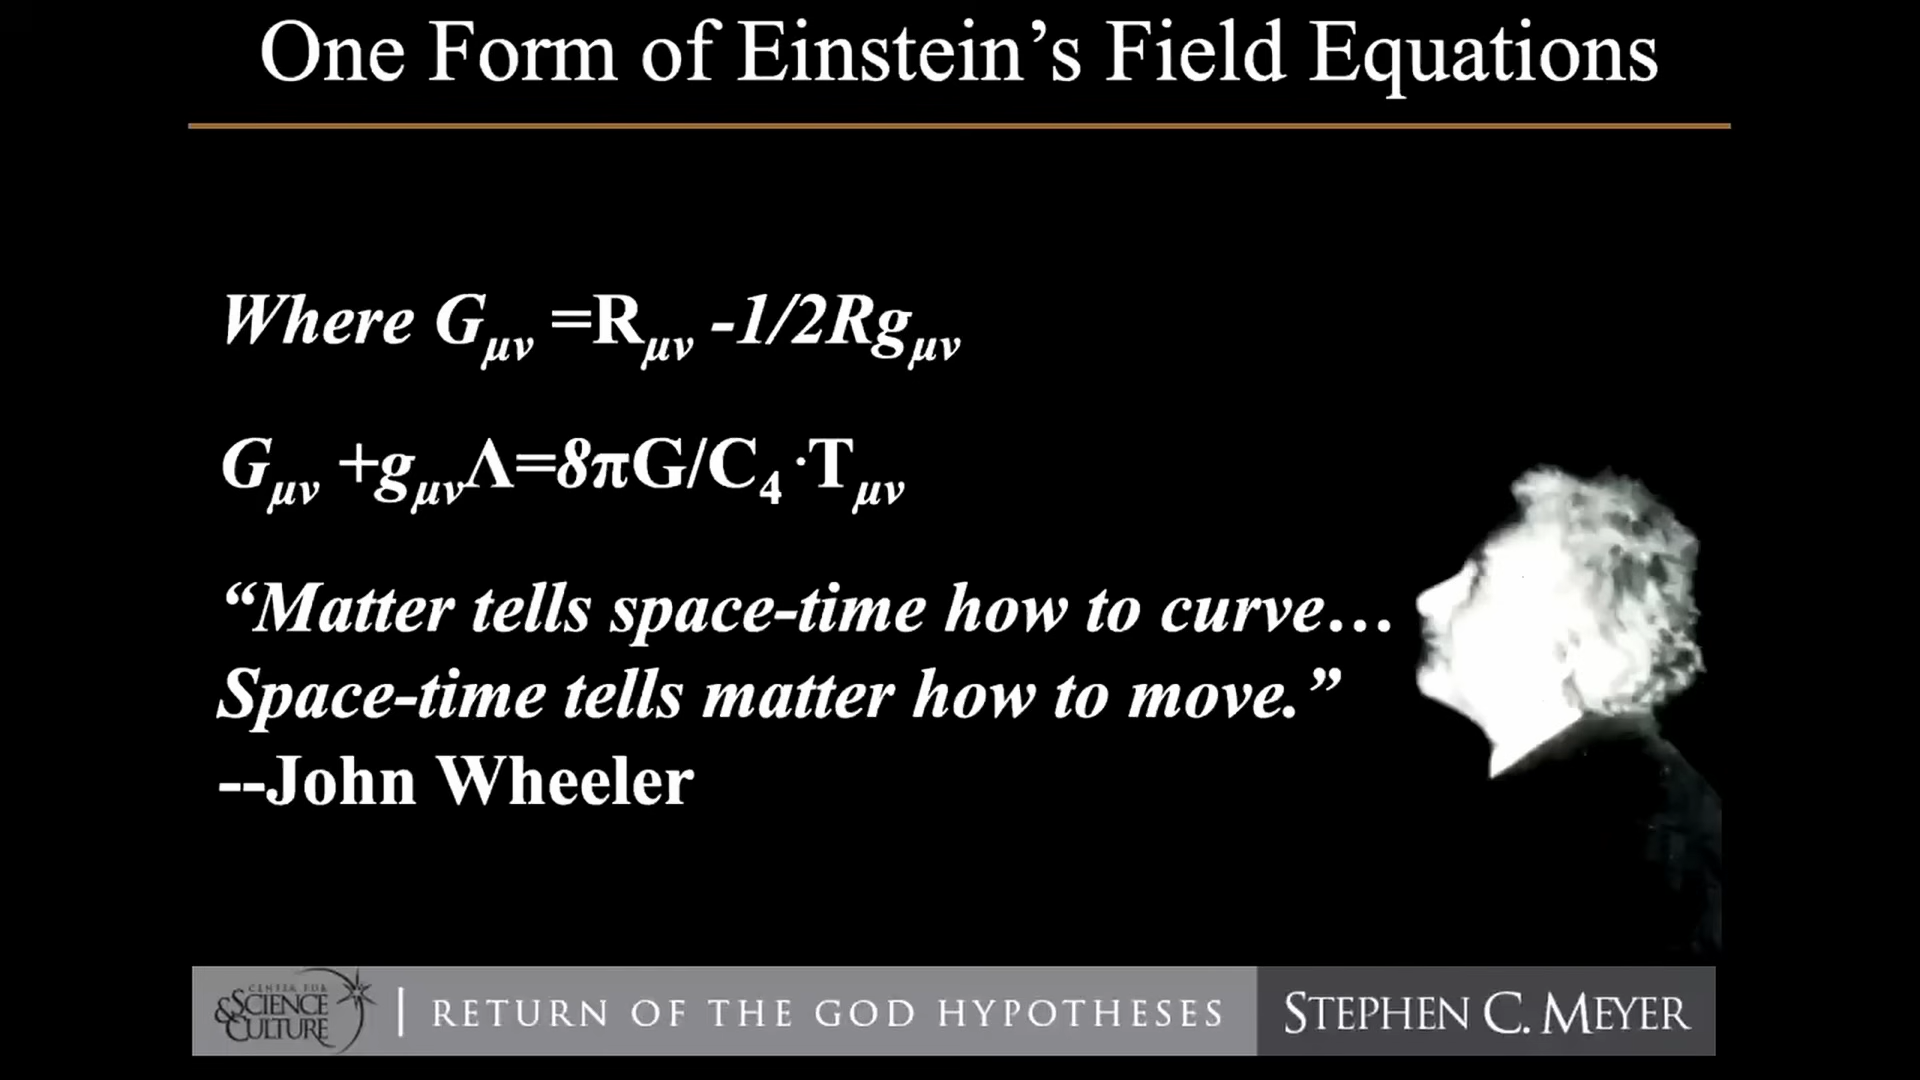 One Form of Einstein’s Field Equations
Where Gμν =Rμν -1/2Rgμν
Gμν +gμνΛ=8πG/C4·Tμν
“Matter tells space-time how to curve…
Space-time tells matter how to move.”
--John Wheeler
CENTER FOR
SCIENCE
&CULTURE
RETURN OF THE GOD HYPOTHESES
STEPHEN C. MEYER